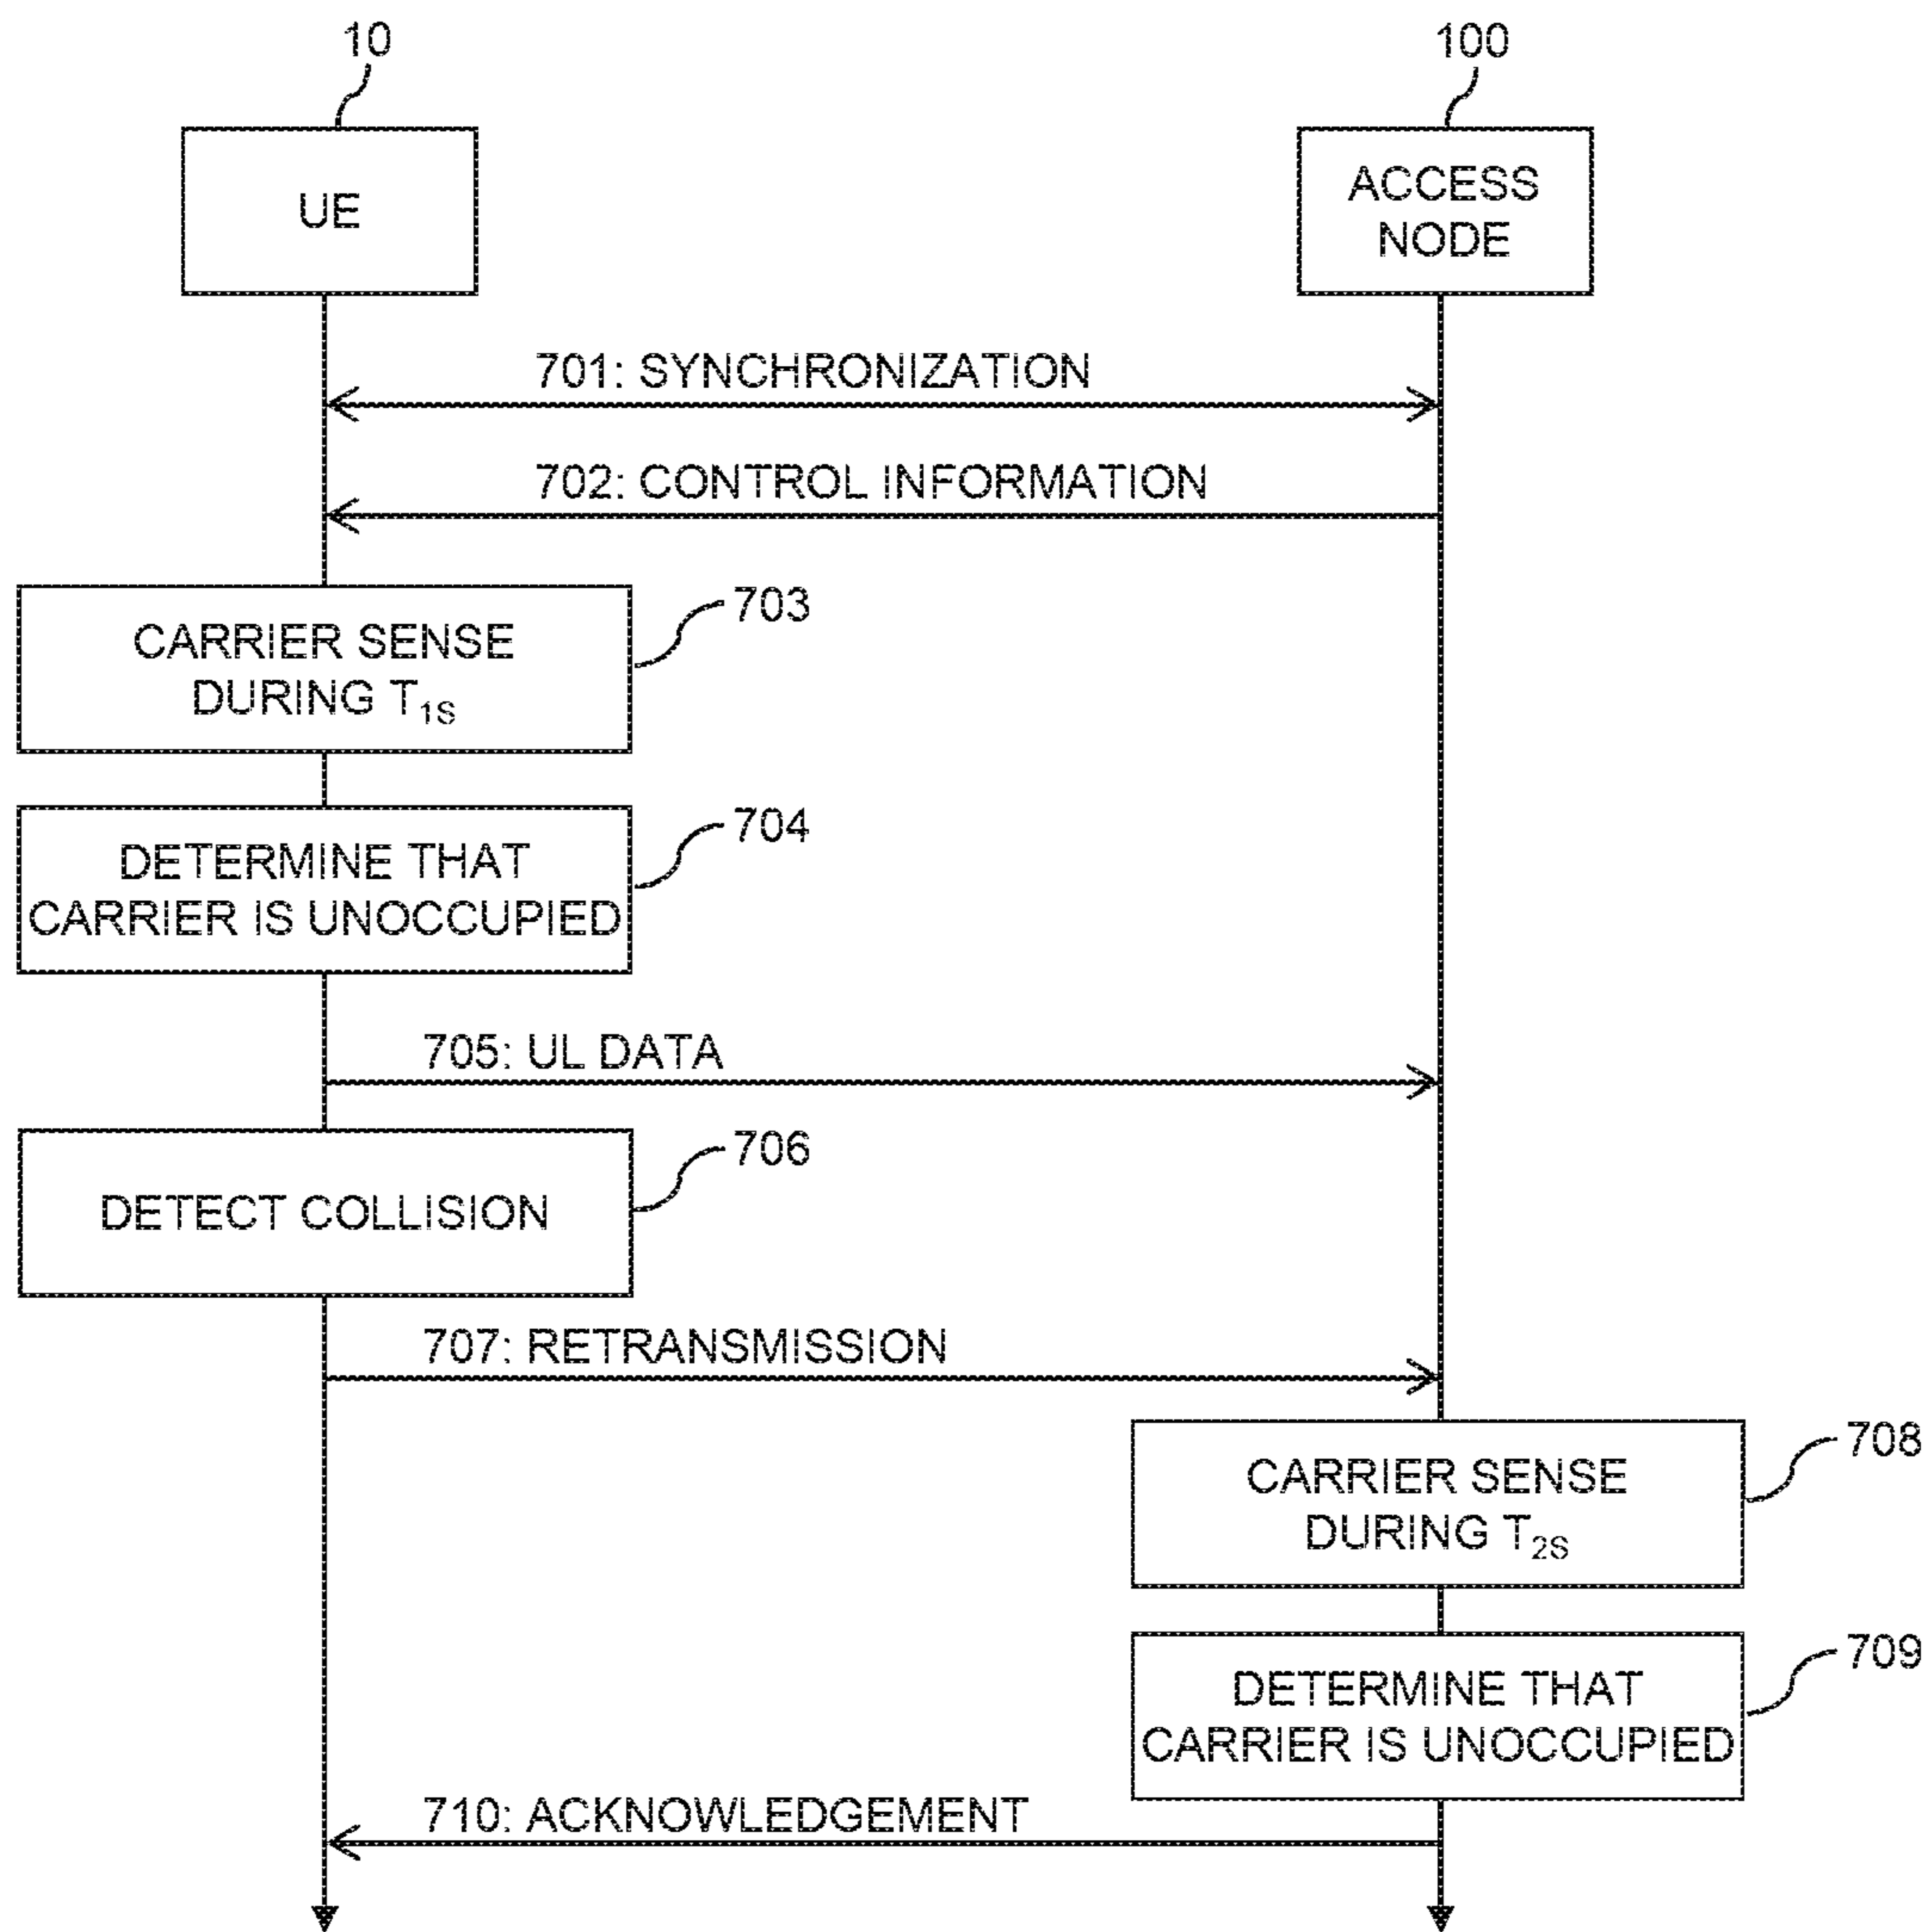 10
100
UE
ACCESS
NODE
701: SYNCHRONIZATION
702: CONTROL INFORMATION
703
CARRIER SENSE
DURING T1S
704
DETERMINE THAT
CARRIER IS UNOCCUPIED
705: UL DATA
706
DETECT COLLISION
707: RETRANSMISSION
708
CARRIER SENSE
DURING T2S
709
DETERMINE THAT
CARRIER IS UNOCCUPIED
710: ACKNOWLEDGEMENT